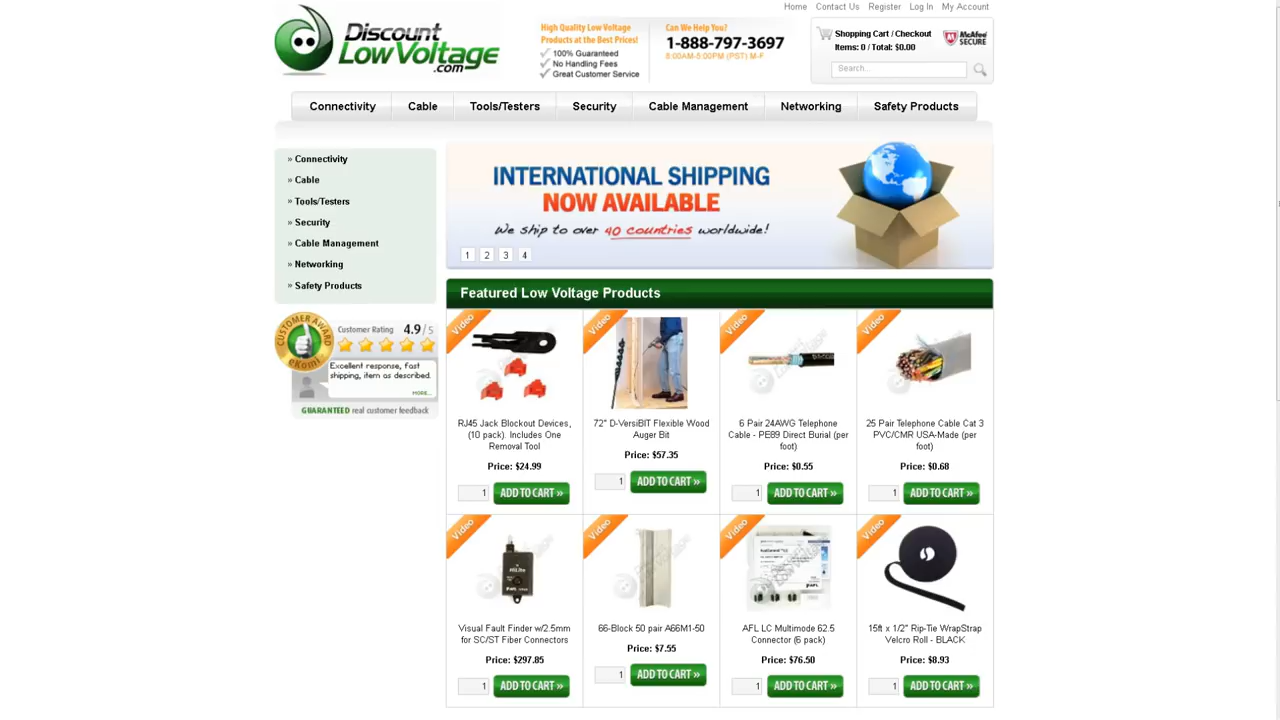 Home Contact Us Register Log In My Account
Discount
LowVoltage
.com
High Quality Low Voltage
Products at the Best Prices!
100% Guaranteed
No Handling Fees
Great Customer Service
Can We Help You?
1-888-797-3697
6:00AM-5:00PM (PST) M-F
Shopping Cart / Checkout
Items: 0 / Total: $0.00
McAfee
SECURE
Search...
Connectivity Cable Tools/Testers Security Cable Management Networking Safety Products
» Connectivity
» Cable
» Tools/Testers
» Security
» Cable Management
» Networking
» Safety Products
CUSTOMER AWARD
eKomi
Customer Rating 4.9 / 5
Excellent response, fast
shipping, item as described.
MORE...
GUARANTEED real customer feedback
INTERNATIONAL SHIPPING
NOW AVAILABLE
We ship to over 40 countries worldwide!
1 2 3 4
Featured Low Voltage Products
Video Video Video Video
RJ45 Jack Blockout Devices,
(10 pack). Includes One
Removal Tool
Price: $24.99
1 ADD TO CART »
72" D-VersiBIT Flexible Wood
Auger Bit
Price: $57.35
1 ADD TO CART »
6 Pair 24AWG Telephone
Cable - PE89 Direct Burial (per
foot)
Price: $0.55
1 ADD TO CART »
25 Pair Telephone Cable Cat 3
PVC/CMR USA-Made (per
foot)
Price: $0.68
1 ADD TO CART »
Video Video Video Video
Visual Fault Finder w/2.5mm
for SC/ST Fiber Connectors
Price: $297.85
1 ADD TO CART »
66-Block 50 pair A66M1-50
Price: $7.55
1 ADD TO CART »
AFL LC Multimode 62.5
Connector (6 pack)
Price: $76.50
1 ADD TO CART »
15ft x 1/2" Rip-Tie WrapStrap
Velcro Roll - BLACK
Price: $8.93
1 ADD TO CART »